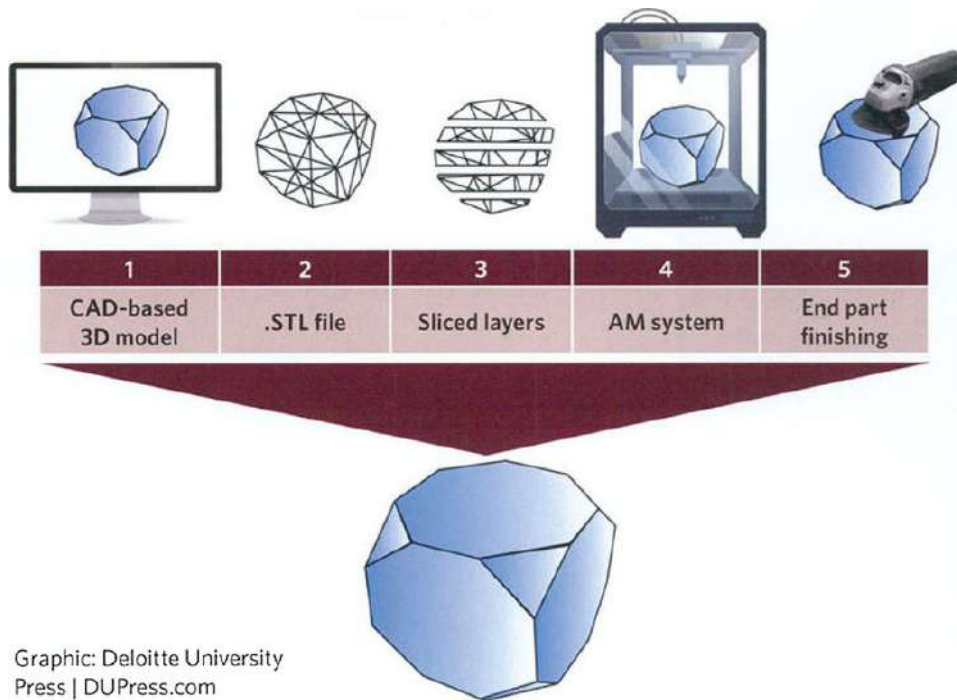 1 2 3 4 5
CAD-based
3D model
.STL file
Sliced layers
AM system
End part
finishing
Graphic: Deloitte University
Press | DUPress.com